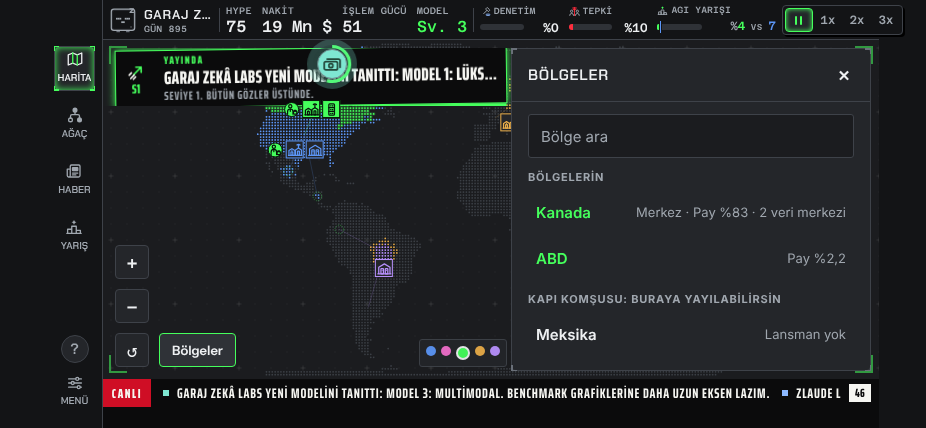 GARAJ Z...
GÜN 895
HYPE
75
NAKİT
19 Mn $
İŞLEM GÜCÜ
51
MODEL
Sv. 3
DENETİM
%0
TEPKİ
%10
AGI YARIŞI
%4 vs 7
1x
2x
3x
HARİTA
AĞAÇ
HABER
YARIŞ
?
MENÜ
S1
YAYINDA
GARAJ ZEKÂ LABS YENİ MODELİNİ TANITTI: MODEL 1: LÜKS...
SEVİYE 1. BÜTÜN GÖZLER ÜSTÜNDE.
+
−
Bölgeler
BÖLGELER
×
Bölge ara
BÖLGELERİN
Kanada Merkez · Pay %83 · 2 veri merkezi
ABD Pay %2,2
KAPI KOMŞUSU: BURAYA YAYILABİLİRSİN
Meksika Lansman yok
CANLI
GARAJ ZEKÂ LABS YENİ MODELİNİ TANITTI: MODEL 3: MULTİMODAL. BENCHMARK GRAFİKLERİNE DAHA UZUN EKSEN LAZIM.
ZLAUDE L
46